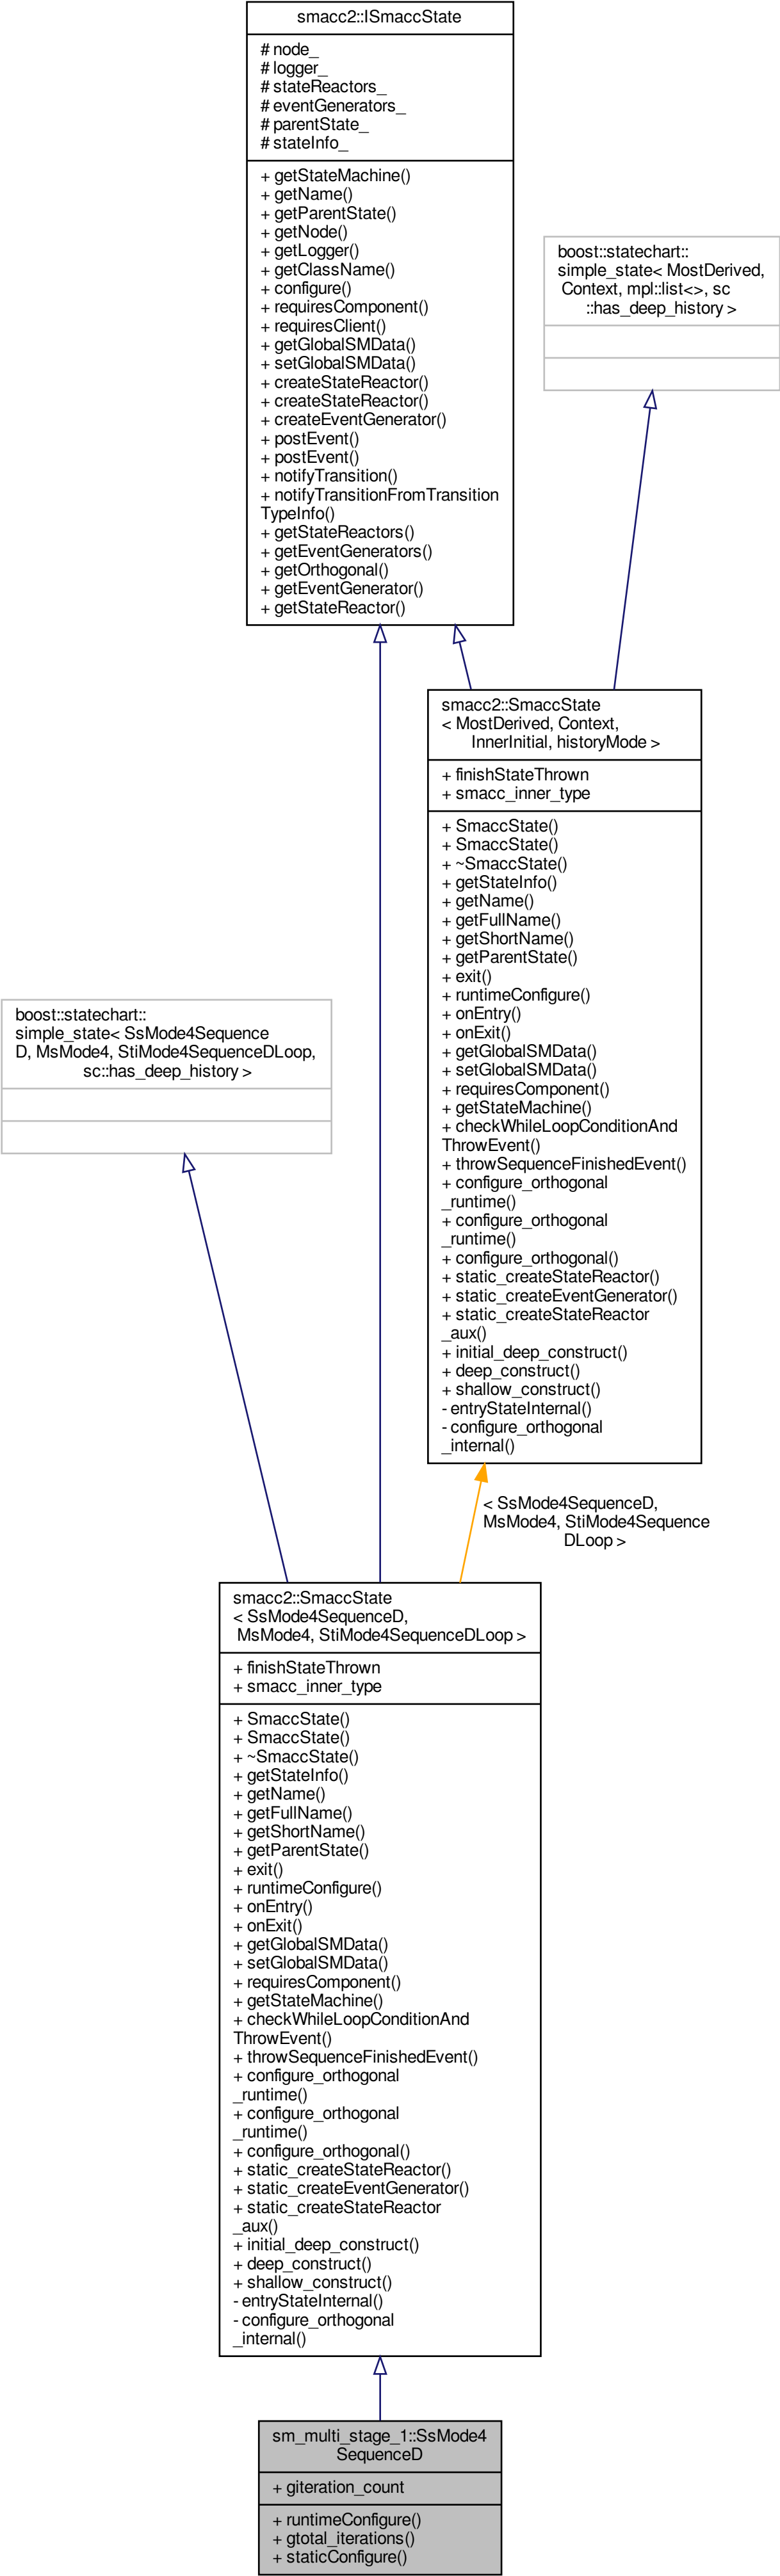 smacc2::ISmaccState
# node_
# logger_
# stateReactors_
# eventGenerators_
# parentState_
# stateInfo_
+ getStateMachine()
+ getName()
+ getParentState()
+ getNode()
+ getLogger()
+ getClassName()
+ configure()
+ requiresComponent()
+ requiresClient()
+ getGlobalSMData()
+ setGlobalSMData()
+ createStateReactor()
+ createStateReactor()
+ createEventGenerator()
+ postEvent()
+ postEvent()
+ notifyTransition()
+ notifyTransitionFromTransition
TypeInfo()
+ getStateReactors()
+ getEventGenerators()
+ getOrthogonal()
+ getEventGenerator()
+ getStateReactor()
boost::statechart::
simple_state< MostDerived,
Context, mpl::list<>, sc
::has_deep_history >
smacc2::SmaccState
< MostDerived, Context,
InnerInitial, historyMode >
+ finishStateThrown
+ smacc_inner_type
+ SmaccState()
+ SmaccState()
+ ~SmaccState()
+ getStateInfo()
+ getName()
+ getFullName()
+ getShortName()
+ getParentState()
+ exit()
+ runtimeConfigure()
+ onEntry()
+ onExit()
+ getGlobalSMData()
+ setGlobalSMData()
+ requiresComponent()
+ getStateMachine()
+ checkWhileLoopConditionAnd
ThrowEvent()
+ throwSequenceFinishedEvent()
+ configure_orthogonal
_runtime()
+ configure_orthogonal
_runtime()
+ configure_orthogonal()
+ static_createStateReactor()
+ static_createEventGenerator()
+ static_createStateReactor
_aux()
+ initial_deep_construct()
+ deep_construct()
+ shallow_construct()
- entryStateInternal()
- configure_orthogonal
_internal()
boost::statechart::
simple_state< SsMode4Sequence
D, MsMode4, StiMode4SequenceDLoop,
sc::has_deep_history >
< SsMode4SequenceD,
MsMode4, StiMode4Sequence
DLoop >
smacc2::SmaccState
< SsMode4SequenceD,
MsMode4, StiMode4SequenceDLoop >
+ finishStateThrown
+ smacc_inner_type
+ SmaccState()
+ SmaccState()
+ ~SmaccState()
+ getStateInfo()
+ getName()
+ getFullName()
+ getShortName()
+ getParentState()
+ exit()
+ runtimeConfigure()
+ onEntry()
+ onExit()
+ getGlobalSMData()
+ setGlobalSMData()
+ requiresComponent()
+ getStateMachine()
+ checkWhileLoopConditionAnd
ThrowEvent()
+ throwSequenceFinishedEvent()
+ configure_orthogonal
_runtime()
+ configure_orthogonal
_runtime()
+ configure_orthogonal()
+ static_createStateReactor()
+ static_createEventGenerator()
+ static_createStateReactor
_aux()
+ initial_deep_construct()
+ deep_construct()
+ shallow_construct()
- entryStateInternal()
- configure_orthogonal
_internal()
sm_multi_stage_1::SsMode4
SequenceD
+ giteration_count
+ runtimeConfigure()
+ gtotal_iterations()
+ staticConfigure()